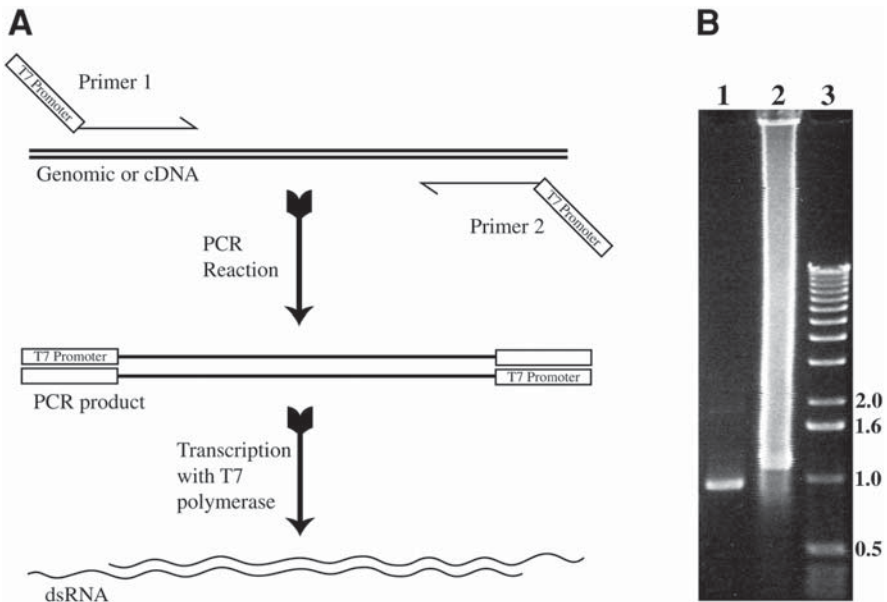 A
T7 Promoter
Primer 1
Genomic or cDNA
Primer 2
T7 Promoter
PCR
Reaction
T7 Promoter
T7 Promoter
PCR product
Transcription
with T7
polymerase
dsRNA
B
1 2 3
2.0
1.6
1.0
0.5